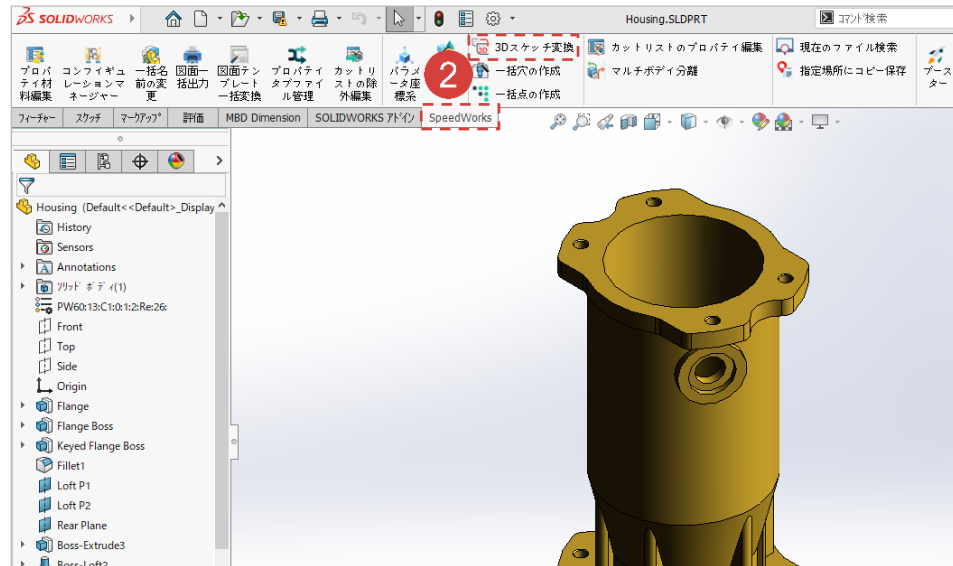 SOLIDWORKS
Housing.SLDPRT
コマンド検索
プロパティ材料編集
コンフィギュレーションマネージャー
一括名前の変更
図面一括出力
図面テンプレート一括変換
プロパティタブファイル管理
カットリストの除外編集
パラメータ座標系
2
3Dスケッチ変換
一括穴の作成
一括点の作成
カットリストのプロパティ編集
マルチボディ分離
現在のファイル検索
指定場所にコピー保存
ブースター
フィーチャー
スケッチ
マークアップ
評価
MBD Dimension
SOLIDWORKS アドイン
SpeedWorks
Housing (Default<<Default>_Display
History
Sensors
Annotations
ソリッド ボディ(1)
PW60:13:C1:0:1:2:Re:26:
Front
Top
Side
Origin
Flange
Flange Boss
Keyed Flange Boss
Fillet1
Loft P1
Loft P2
Rear Plane
Boss-Extrude3
Boss-Loft2